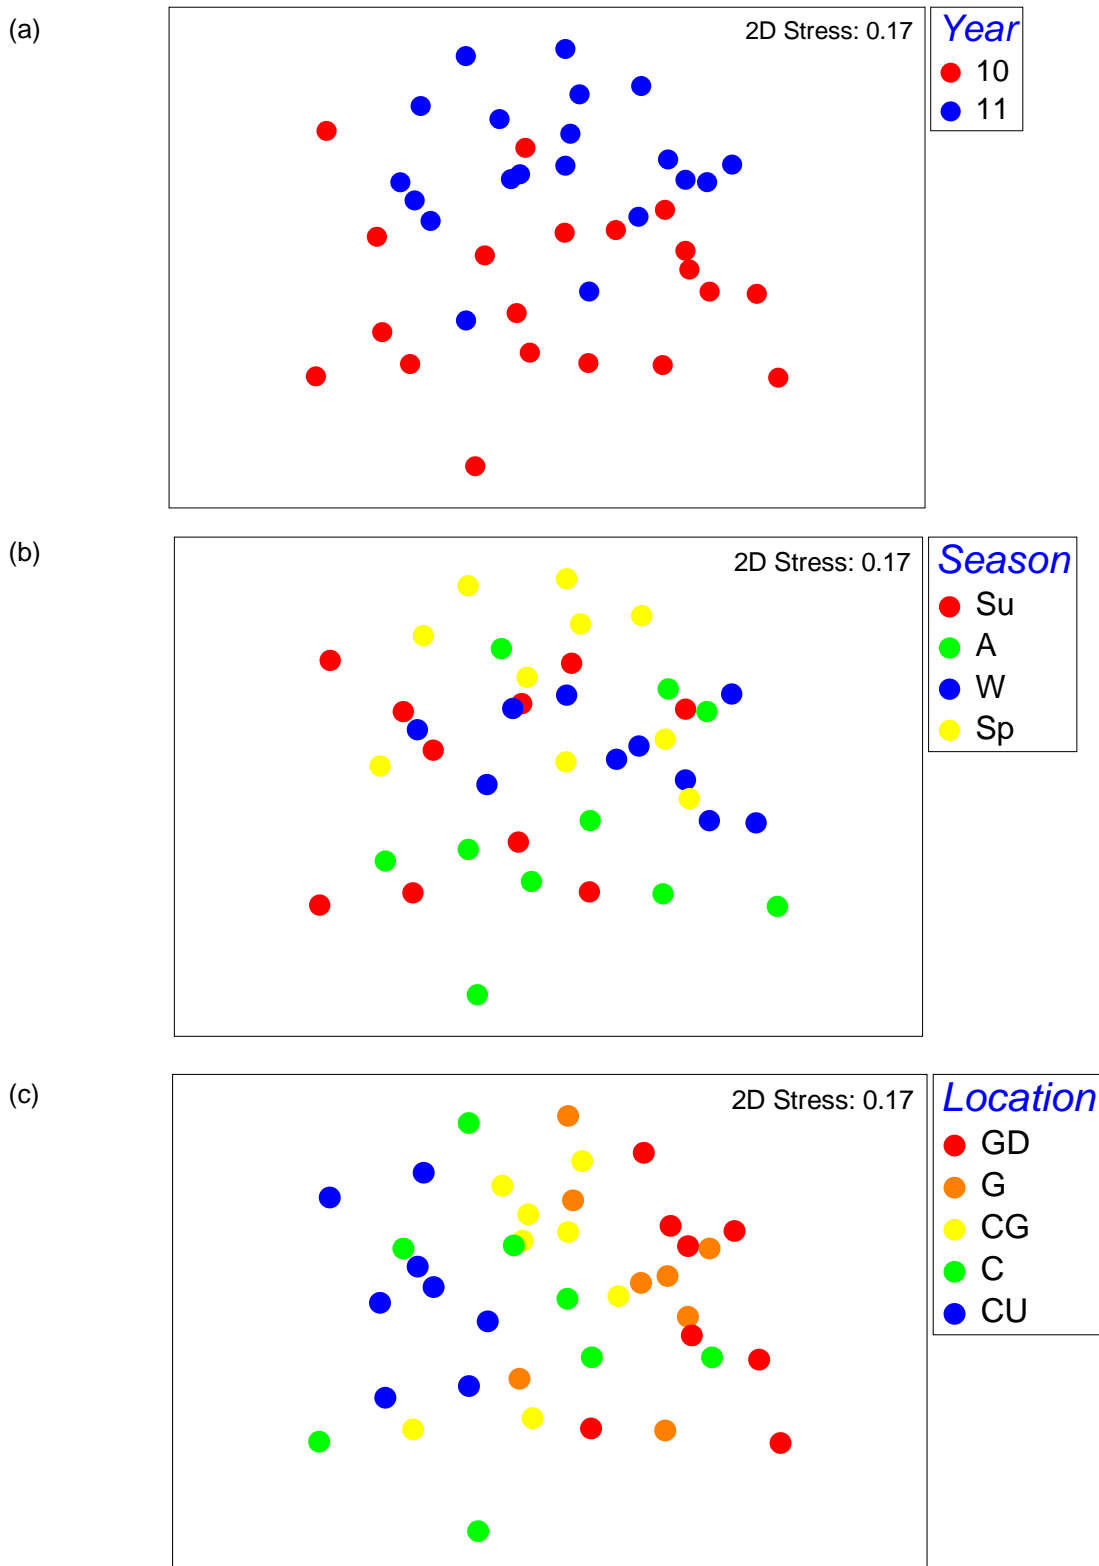 (a)
2D Stress: 0.17
Year
10
11
(b)
2D Stress: 0.17
Season
Su
A
W
Sp
(c)
2D Stress: 0.17
Location
GD
G
CG
C
CU